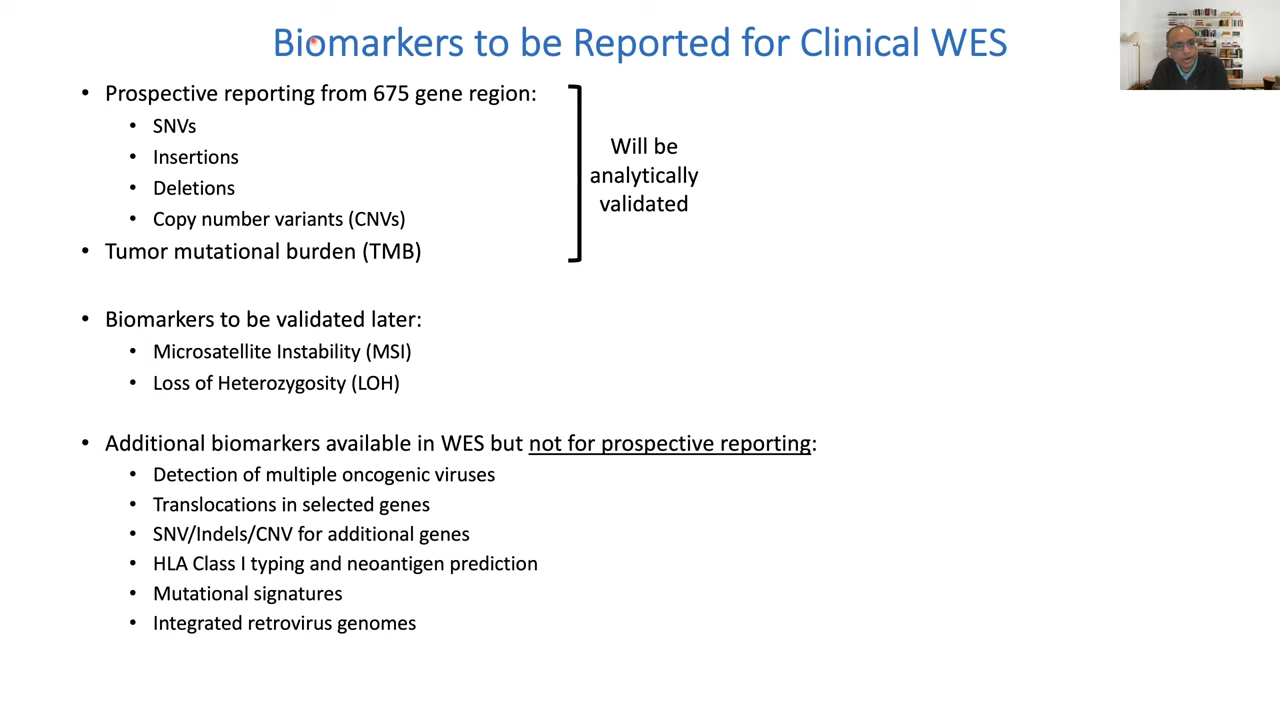 Biomarkers to be Reported for Clinical WES
• Prospective reporting from 675 gene region:
• SNVs
• Insertions
• Deletions
• Copy number variants (CNVs)
• Tumor mutational burden (TMB)
Will be
analytically
validated
• Biomarkers to be validated later:
• Microsatellite Instability (MSI)
• Loss of Heterozygosity (LOH)
• Additional biomarkers available in WES but not for prospective reporting:
• Detection of multiple oncogenic viruses
• Translocations in selected genes
• SNV/Indels/CNV for additional genes
• HLA Class I typing and neoantigen prediction
• Mutational signatures
• Integrated retrovirus genomes